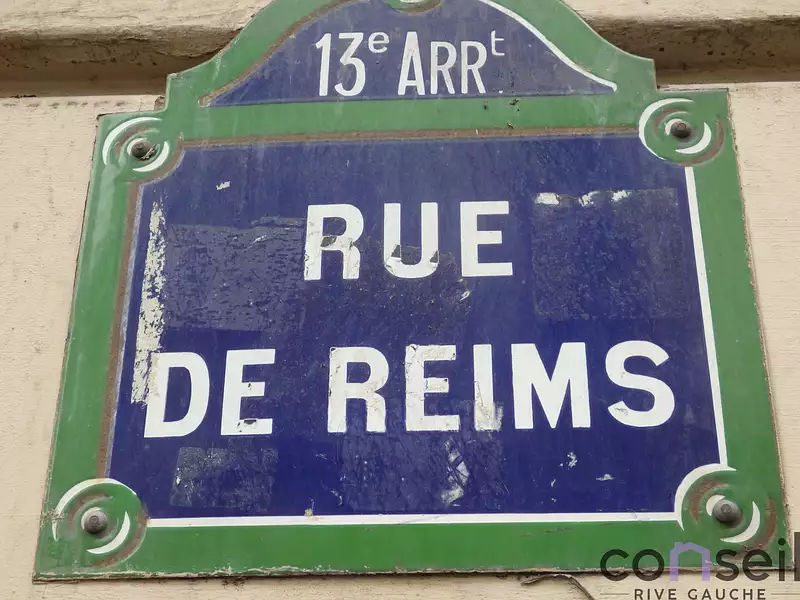 13e ARRt
RUE
DE REIMS
conseil
RIVE GAUCHE